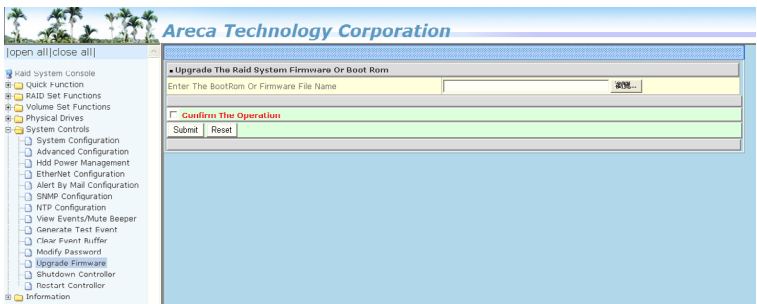 Areca Technology Corporation
|open all|close all|
Raid System Console
Quick Function
RAID Set Functions
Volume Set Functions
Physical Drives
System Controls
System Configuration
Advanced Configuration
Hdd Power Management
EtherNet Configuration
Alert By Mail Configuration
SNMP Configuration
NTP Configuration
View Events/Mute Beeper
Generate Test Event
Clear Event Buffer
Modify Password
Upgrade Firmware
Shutdown Controller
Restart Controller
Information
Upgrade The Raid System Firmware Or Boot Rom
Enter The BootRom Or Firmware File Name
瀏覽...
Confirm The Operation
Submit Reset